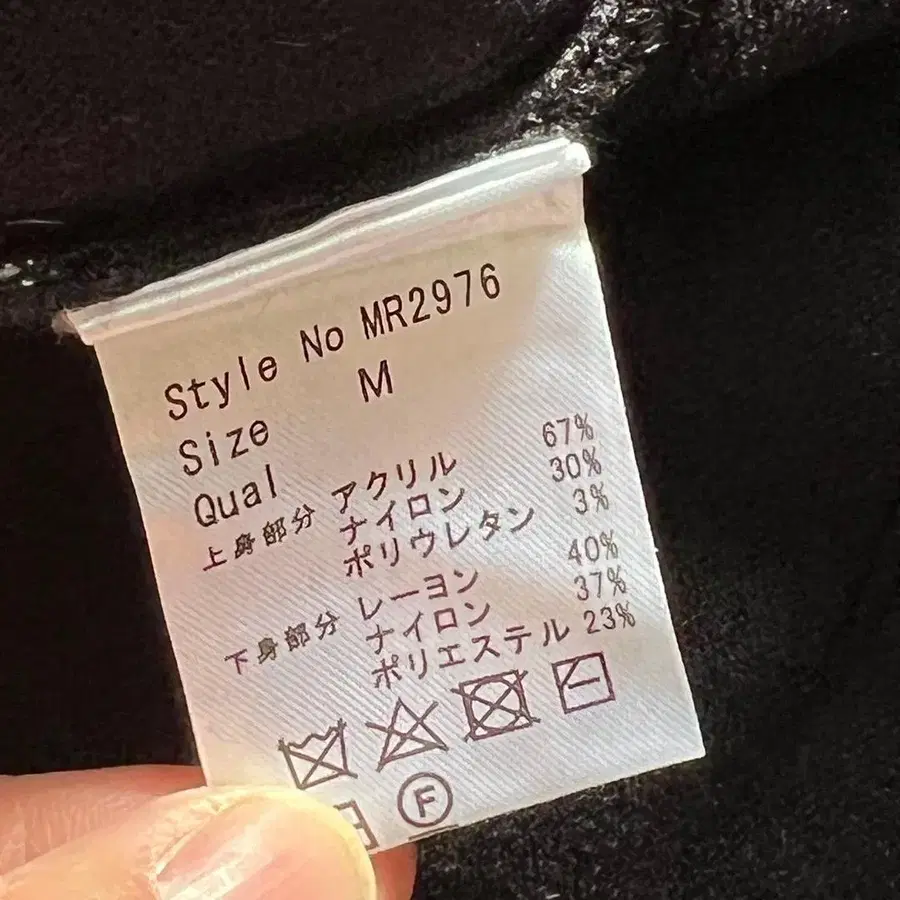 Style No MR2976
Size M
Qual
上身部分 アクリル 67%
ナイロン 30%
ポリウレタン 3%
下身部分 レーヨン 40%
ナイロン 37%
ポリエステル 23%
F